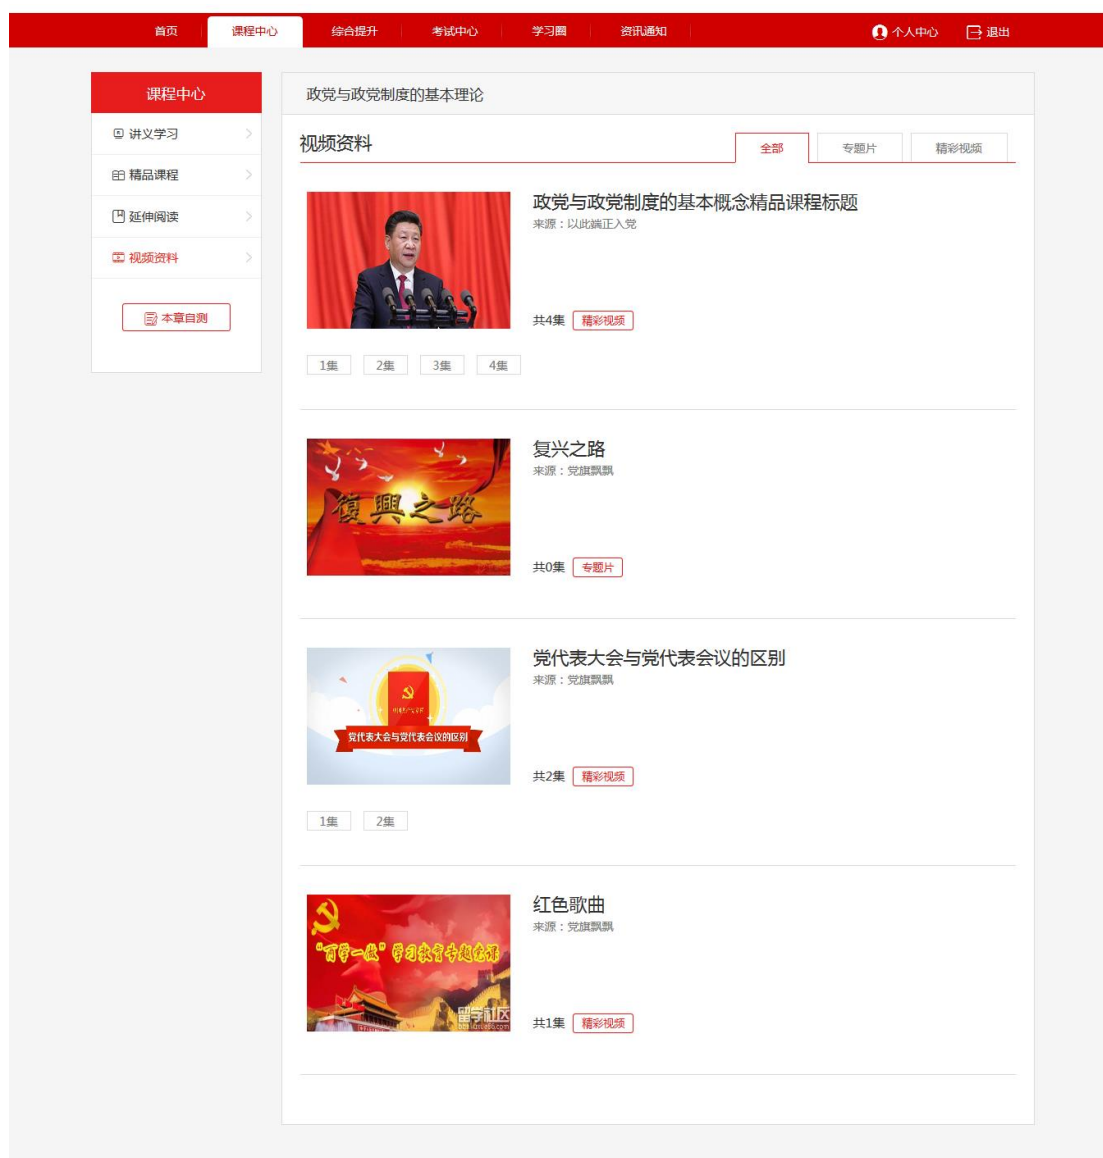 首页 课程中心 综合提升 考试中心 学习圈 资讯通知 个人中心 退出
课程中心
讲义学习
精品课程
延伸阅读
视频资料
本章自测
政党与政党制度的基本理论
视频资料 全部 专题片 精彩视频
政党与政党制度的基本概念精品课程标题
来源：以此端正入党
共4集 精彩视频
1集 2集 3集 4集
復興之路
复兴之路
来源：党旗飘飘
共0集 专题片
党代表大会与党代表会议的区别
党代表大会与党代表会议的区别
来源：党旗飘飘
共2集 精彩视频
1集 2集
“两学一做”学习教育专题党课
留学社区
红色歌曲
来源：党旗飘飘
共1集 精彩视频